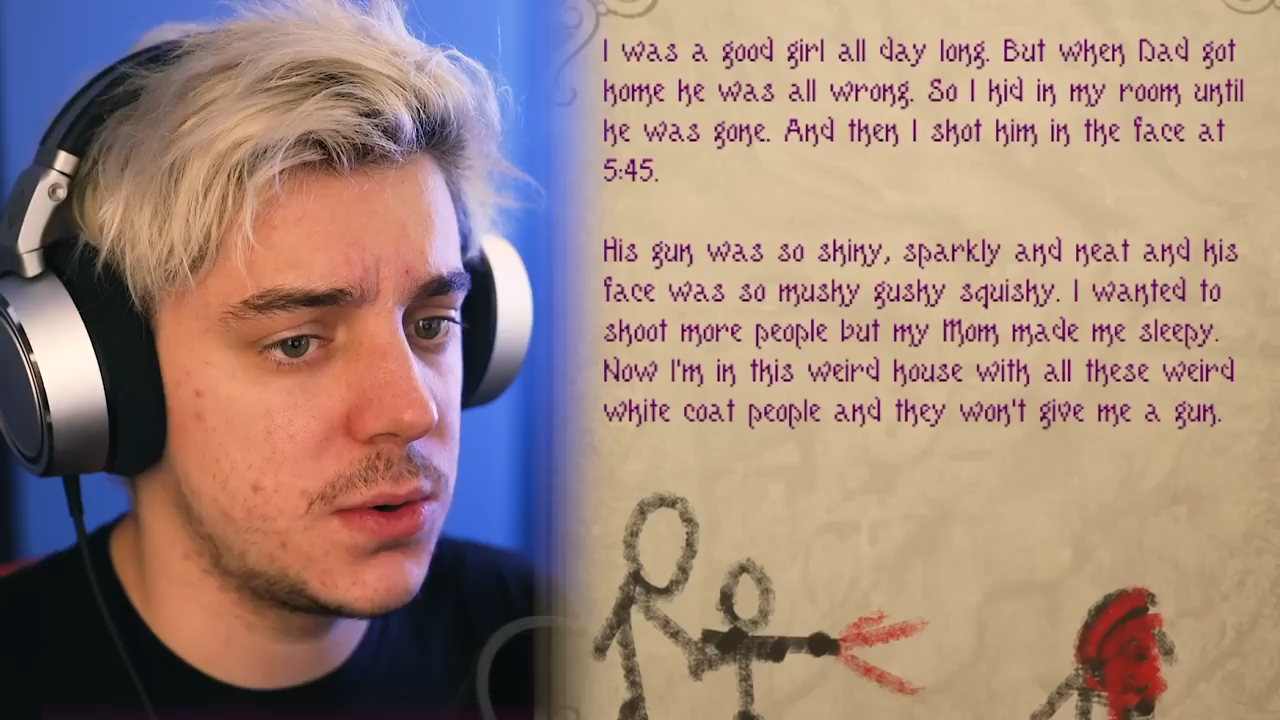 I was a good girl all day long. But when Dad got
home he was all wrong. So I hid in my room until
he was gone. And then I shot him in the face at
5:45.
His gun was so shiny, sparkly and neat and his
face was so mushy gushy squishy. I wanted to
shoot more people but my Mom made me sleepy.
Now I'm in this weird house with all these weird
white coat people and they won't give me a gun.